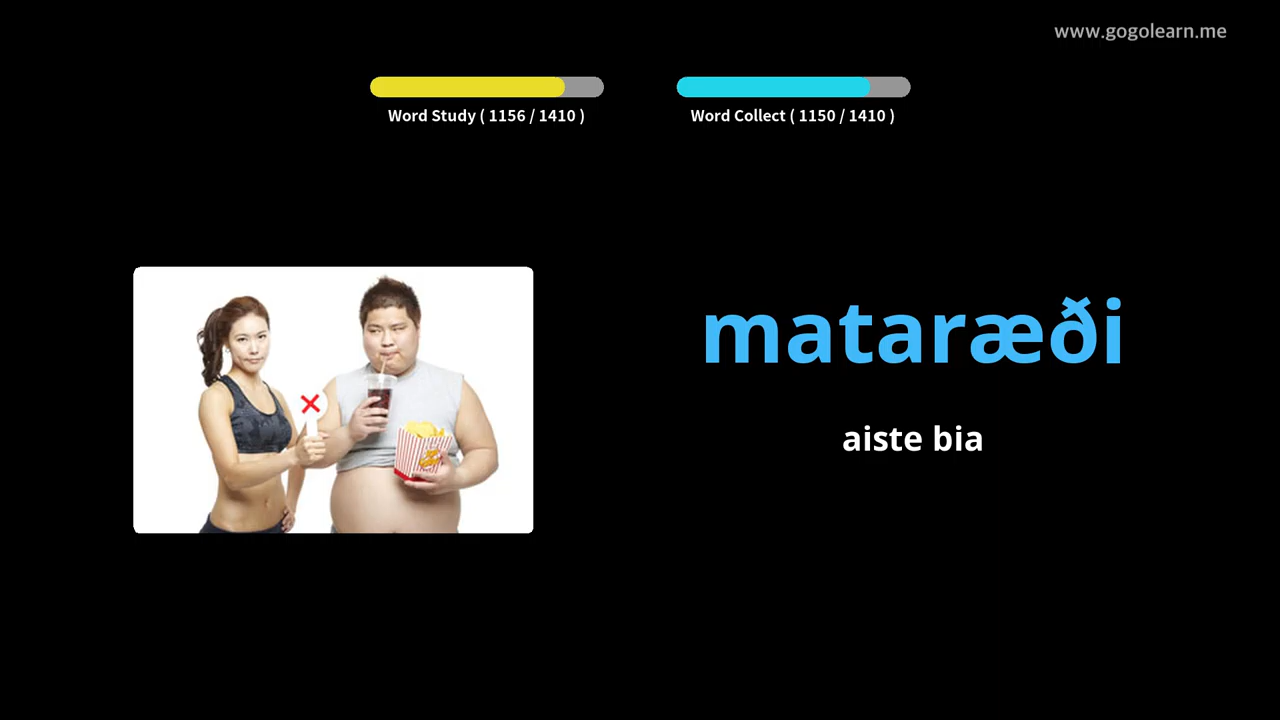 www.gogolearn.me
Word Study ( 1156 / 1410 )
Word Collect ( 1150 / 1410 )
mataræði
aiste bia